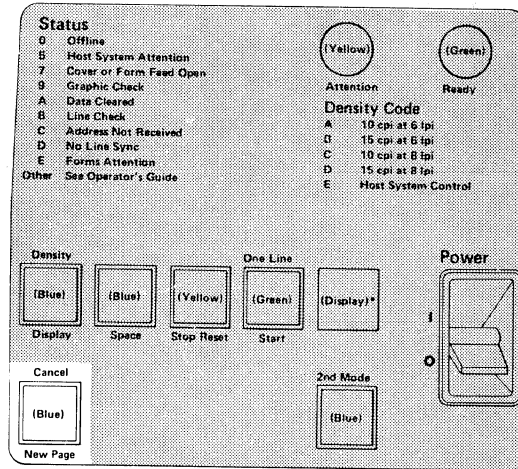 Status
0 Offline
5 Host System Attention
7 Cover or Form Feed Open
9 Graphic Check
A Data Cleared
B Line Check
C Address Not Received
D No Line Sync
E Forms Attention
Other See Operator's Guide
(Yellow)
Attention
(Green)
Ready
Density Code
A 10 cpi at 6 lpi
B 15 cpi at 6 lpi
C 10 cpi at 8 lpi
D 15 cpi at 8 lpi
E Host System Control
Density
(Blue)
Display
(Blue)
Space
(Yellow)
Stop Reset
One Line
(Green)
Start
(Display)*
Power
I
O
Cancel
(Blue)
New Page
2nd Mode
(Blue)